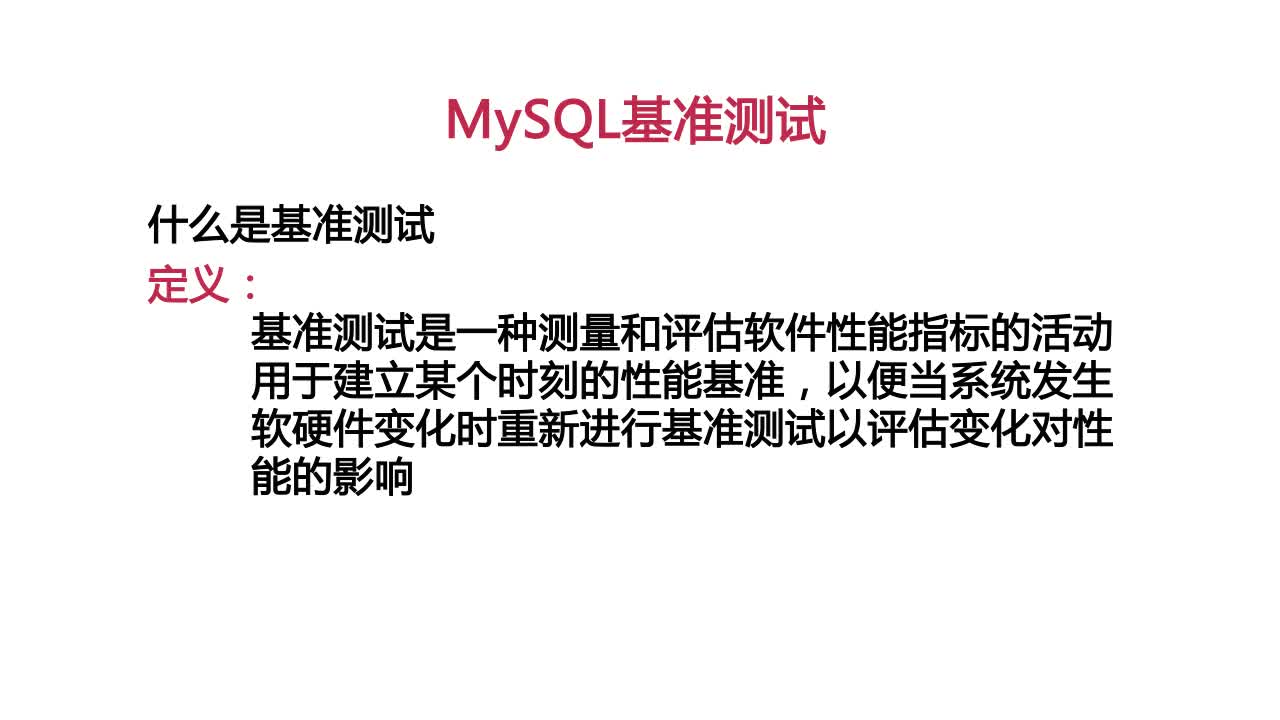 MySQL基准测试
什么是基准测试
定义：
基准测试是一种测量和评估软件性能指标的活动
用于建立某个时刻的性能基准，以便当系统发生
软硬件变化时重新进行基准测试以评估变化对性
能的影响